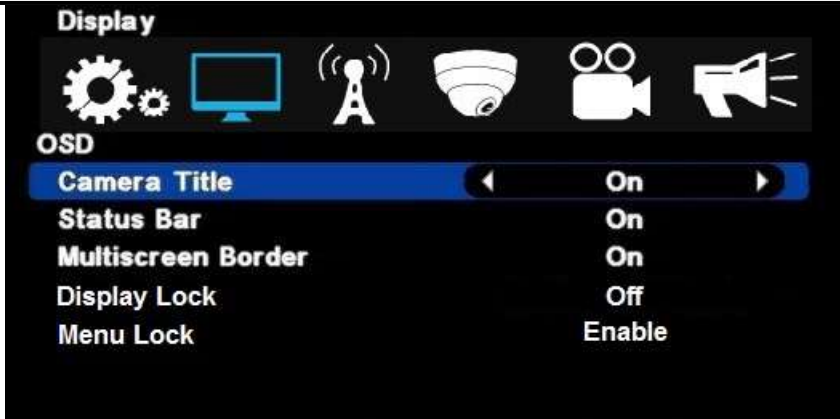 Display
OSD
Camera Title On
Status Bar On
Multiscreen Border On
Display Lock Off
Menu Lock Enable